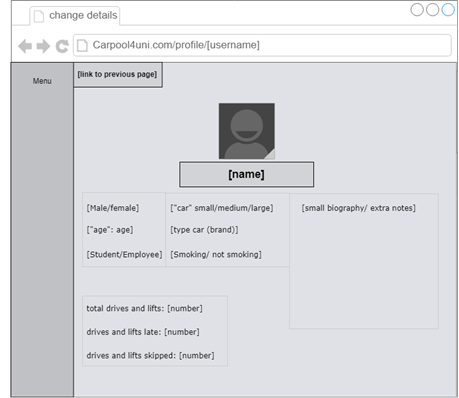 change details
Carpool4uni.com/profile/[username]
Menu
[link to previous page]
[name]
[Male/female]
["car" small/medium/large]
[small biography/ extra notes]
["age": age]
[type car (brand)]
[Student/Employee]
[Smoking/ not smoking]
total drives and lifts: [number]
drives and lifts late: [number]
drives and lifts skipped: [number]